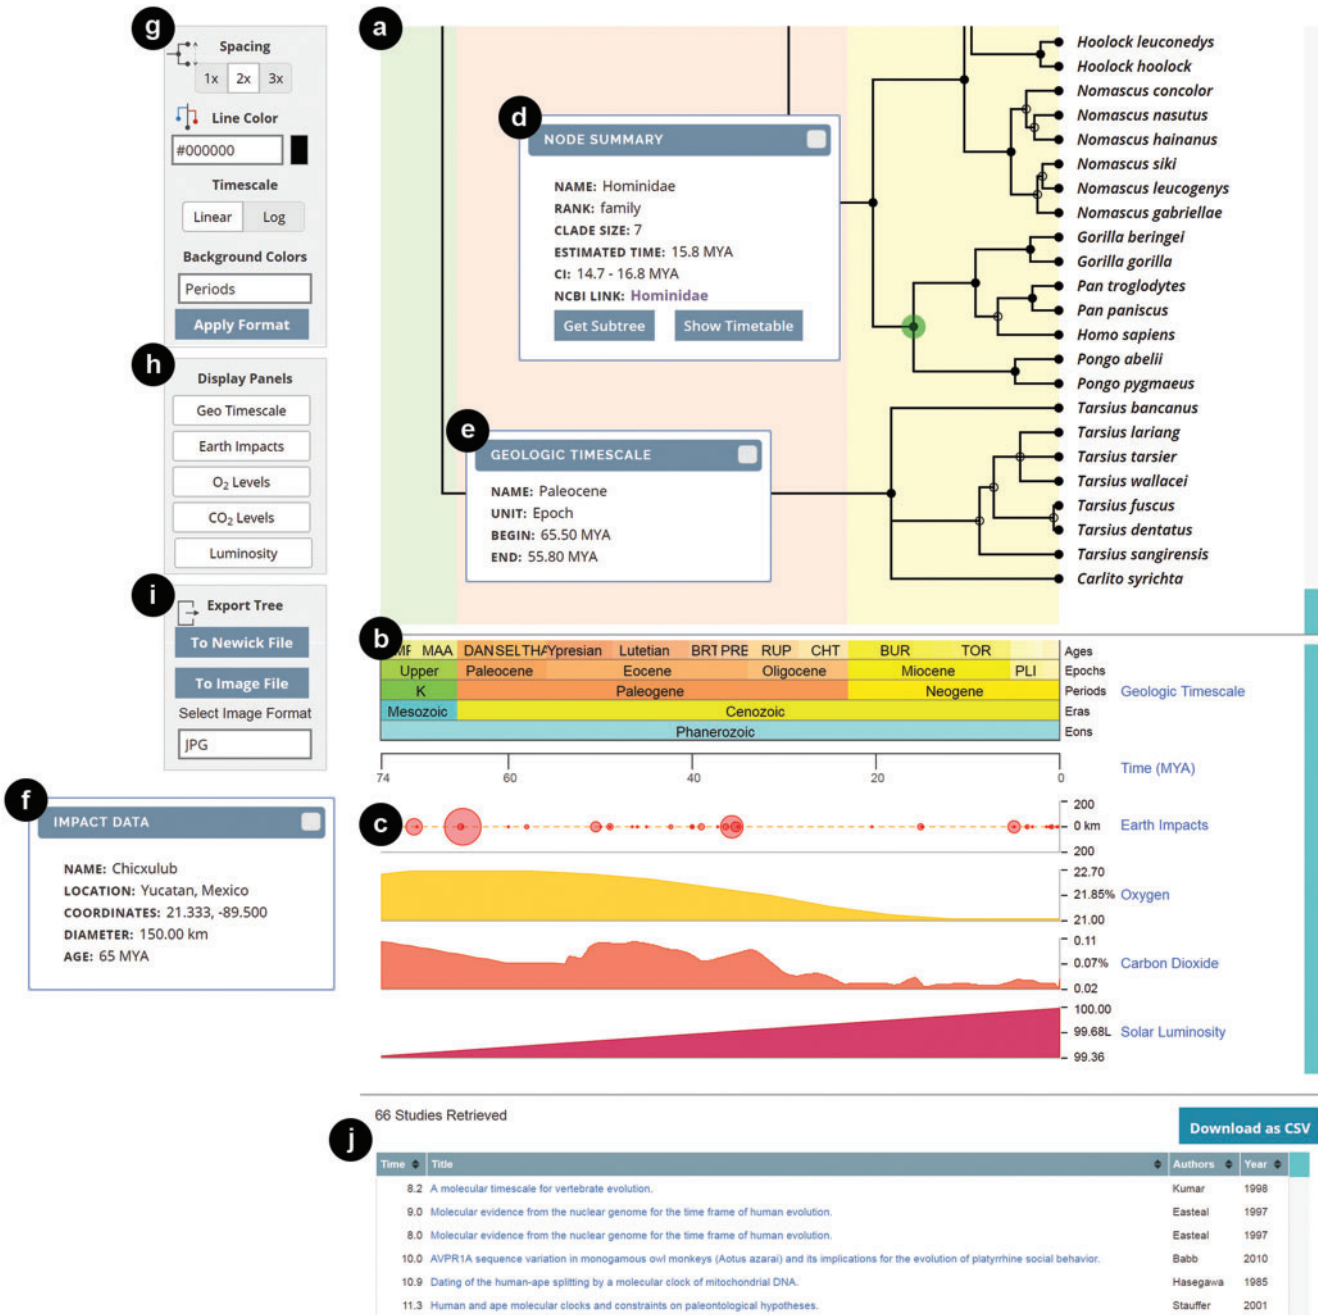 g
Spacing
1x 2x 3x
Line Color
#000000
Timescale
Linear Log
Background Colors
Periods
Apply Format
h
Display Panels
Geo Timescale
Earth Impacts
O2 Levels
CO2 Levels
Luminosity
i
Export Tree
To Newick File
To Image File
Select Image Format
JPG
f
IMPACT DATA
NAME: Chicxulub
LOCATION: Yucatan, Mexico
COORDINATES: 21.333, -89.500
DIAMETER: 150.00 km
AGE: 65 MYA
a
Hoolock leuconedys
Hoolock hoolock
Nomascus concolor
Nomascus nasutus
Nomascus hainanus
Nomascus siki
Nomascus leucogenys
Nomascus gabriellae
Gorilla beringei
Gorilla gorilla
Pan troglodytes
Pan paniscus
Homo sapiens
Pongo abelii
Pongo pygmaeus
Tarsius bancanus
Tarsius lariang
Tarsius tarsier
Tarsius wallacei
Tarsius fuscus
Tarsius dentatus
Tarsius sangirensis
Carlito syrichta
d
NODE SUMMARY
NAME: Hominidae
RANK: family
CLADE SIZE: 7
ESTIMATED TIME: 15.8 MYA
CI: 14.7 - 16.8 MYA
NCBI LINK: Hominidae
Get Subtree Show Timetable
e
GEOLOGIC TIMESCALE
NAME: Paleocene
UNIT: Epoch
BEGIN: 65.50 MYA
END: 55.80 MYA
b
MAA DAN SEL THA Ypresian Lutetian BRT PRE RUP CHT BUR TOR Ages
Upper Paleocene Eocene Oligocene Miocene PLI Epochs
K Paleogene Neogene Periods Geologic Timescale
Mesozoic Cenozoic Eras
Phanerozoic Eons
74 60 40 20 0 Time (MYA)
c
200
0 km Earth Impacts
200
22.70
21.85% Oxygen
21.00
0.11
0.07% Carbon Dioxide
0.02
100.00
99.68L Solar Luminosity
99.36
66 Studies Retrieved
j
Download as CSV
Time Title Authors Year
8.2 A molecular timescale for vertebrate evolution. Kumar 1998
9.0 Molecular evidence from the nuclear genome for the time frame of human evolution. Easteal 1997
8.0 Molecular evidence from the nuclear genome for the time frame of human evolution. Easteal 1997
10.0 AVPR1A sequence variation in monogamous owl monkeys (Aotus azarai) and its implications for the evolution of platyrrhine social behavior. Babb 2010
10.9 Dating of the human-ape splitting by a molecular clock of mitochondrial DNA. Hasegawa 1985
11.3 Human and ape molecular clocks and constraints on paleontological hypotheses. Stauffer 2001